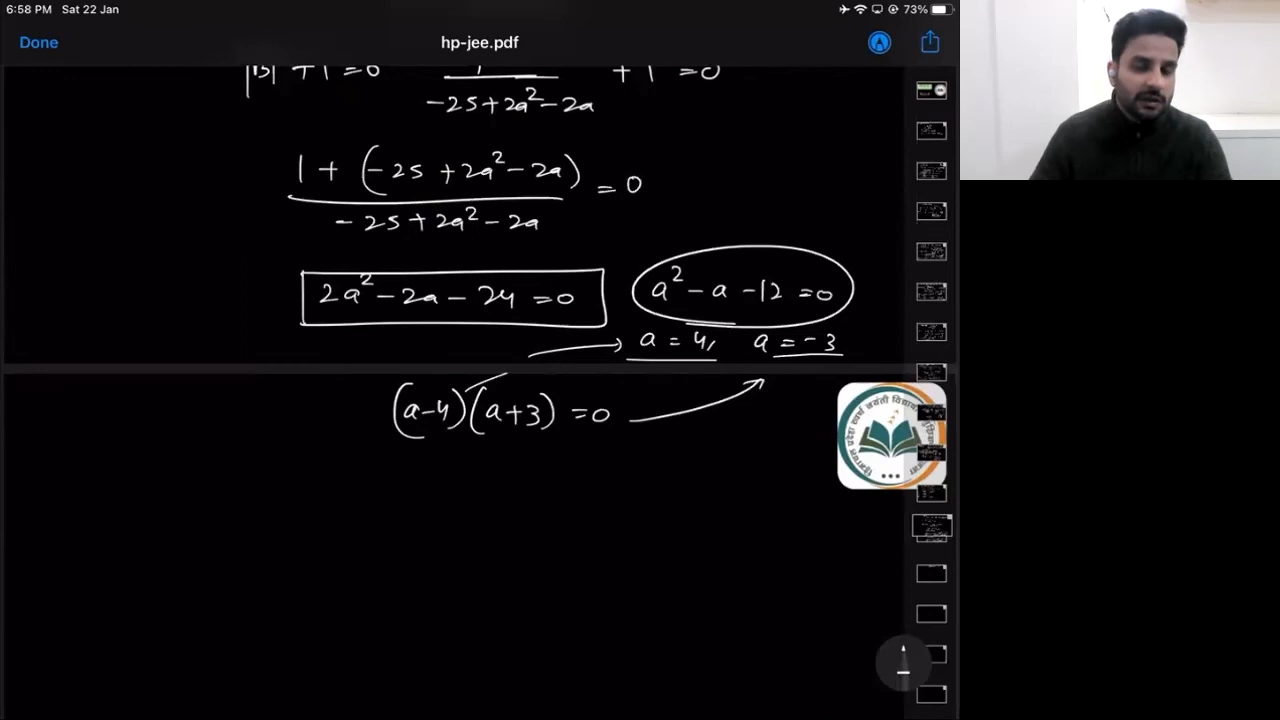 6:58 PM Sat 22 Jan 73%
Done hp-jee.pdf
|B| + 1 = 0 1 / (-25 + 2a² - 2a) + 1 = 0
1 + (-25 + 2a² - 2a) / (-25 + 2a² - 2a) = 0
2a² - 2a - 24 = 0 a² - a - 12 = 0
a = 4, a = -3
(a-4)(a+3) = 0